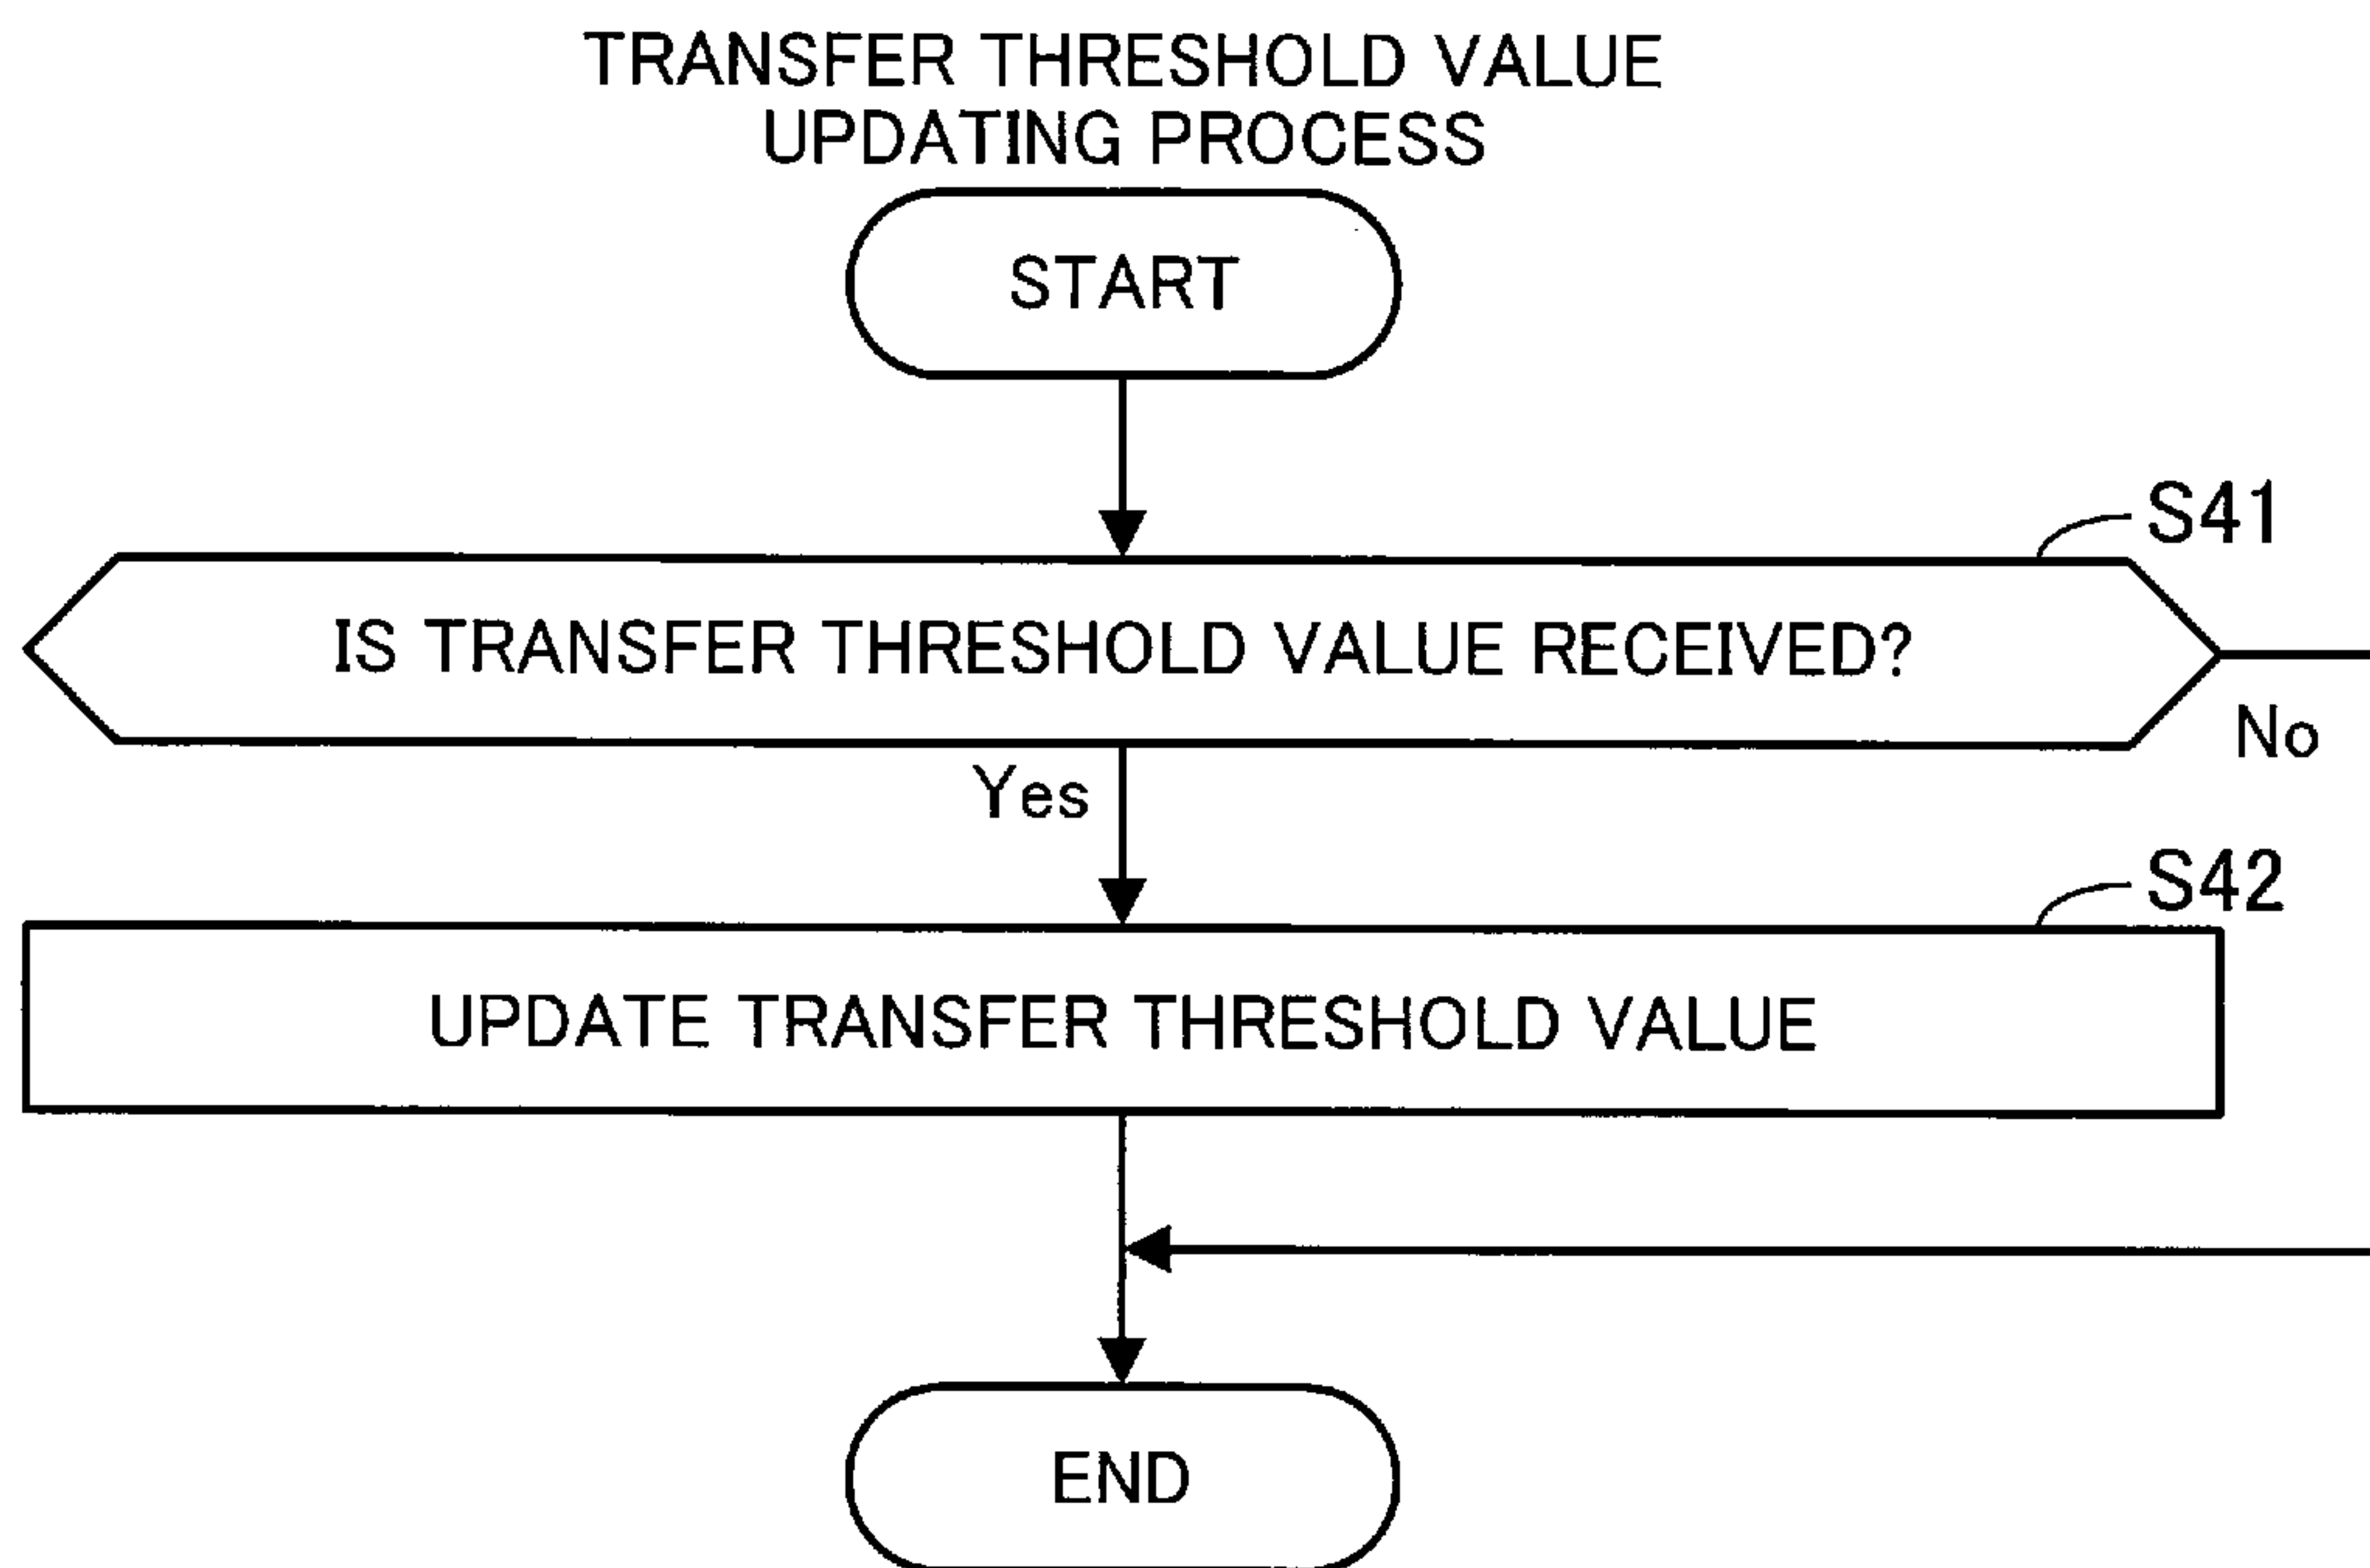 TRANSFER THRESHOLD VALUE
UPDATING PROCESS
START
S41
IS TRANSFER THRESHOLD VALUE RECEIVED?
No
Yes
S42
UPDATE TRANSFER THRESHOLD VALUE
END